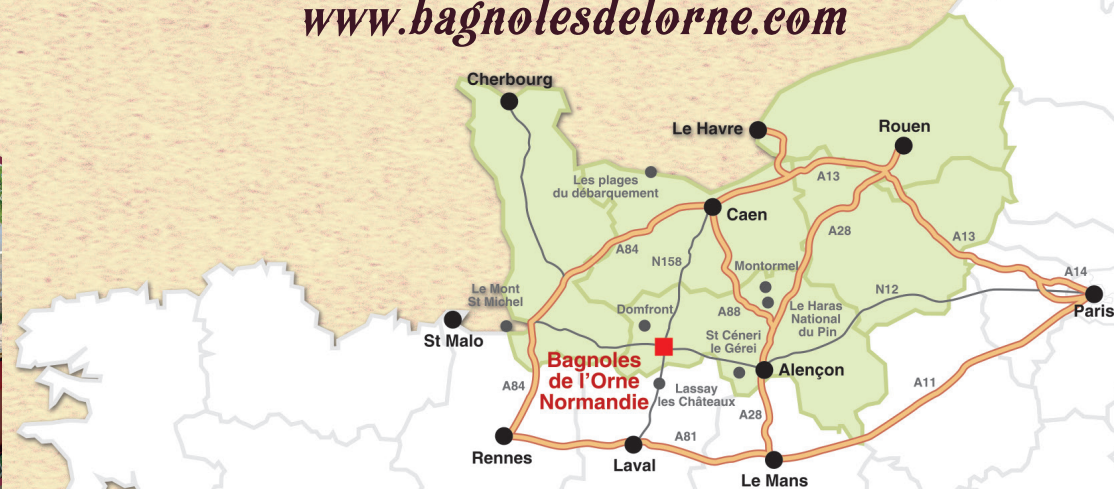 www.bagnolesdelorne.com
Cherbourg
Le Havre
Rouen
Les plages
du débarquement
A13
Caen
A28
A13
A84
N158
Montormel
A14
Le Mont
St Michel
N12
Paris
Domfront
A88
Le Haras
National
du Pin
St Malo
St Céneri
le Gérei
Bagnoles
de l'Orne
Normandie
Alençon
A84
Lassay
les Châteaux
A11
A28
A81
Rennes
Laval
Le Mans